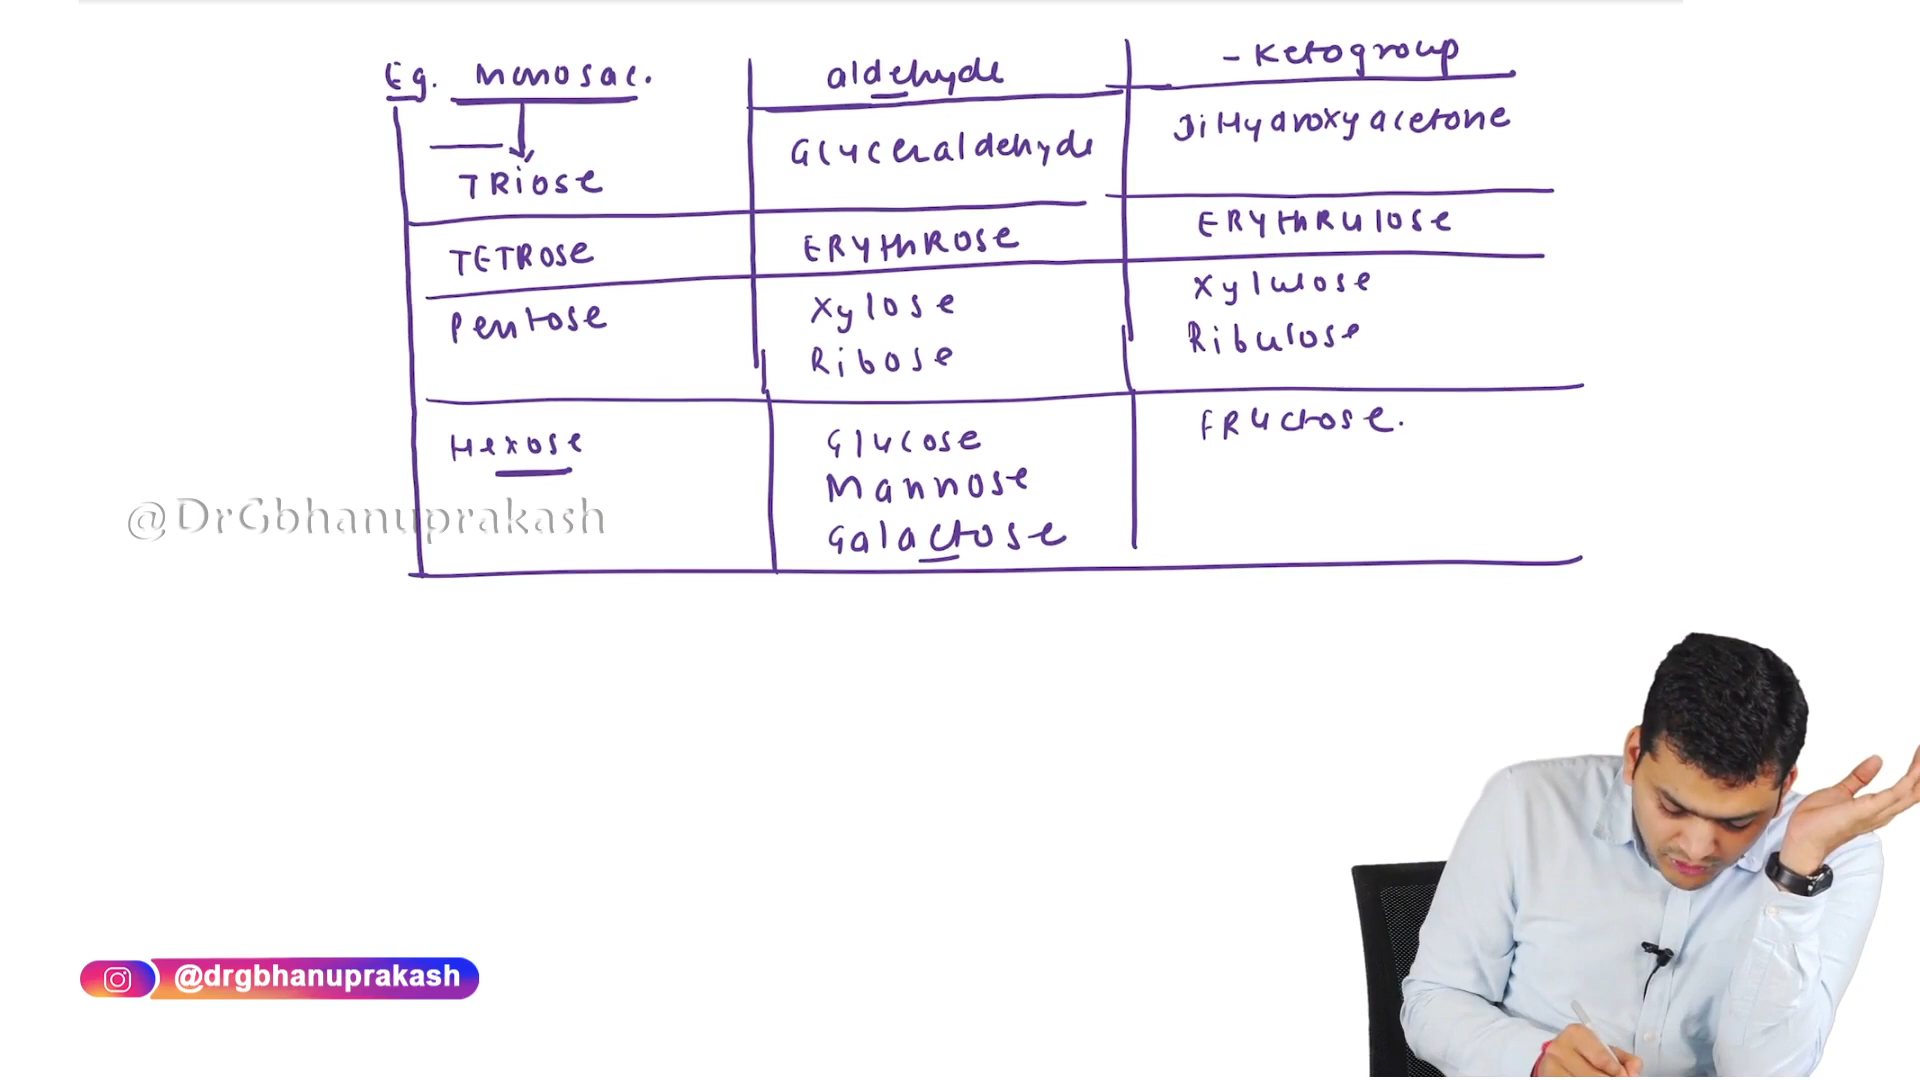 Eg. monosac. aldehyde - Ketogroup
TRiose Glyceraldehyde DiHydroxyacetone
TETROSE ERYthROSE ERYthRulose
Pentose Xylose Xylulose
Ribose Ribulose
Hexose Glucose FRuctose.
Mannose
Galactose
@DrGbhanuprakash
@drgbhanuprakash